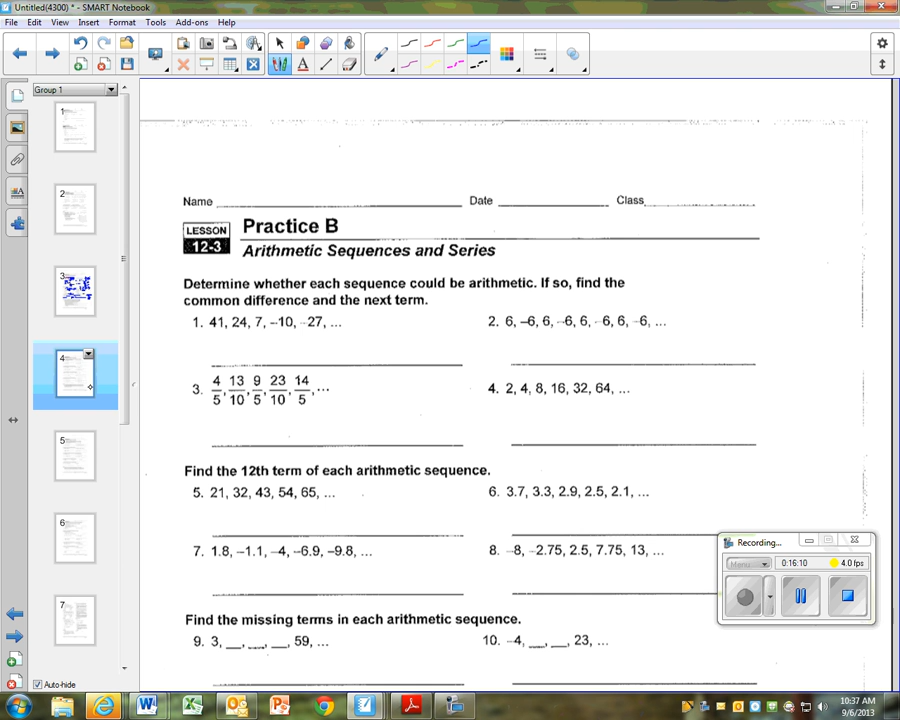 Untitled(4300) * - SMART Notebook
File Edit View Insert Format Tools Add-ons Help
Group 1
1
2
3
4
5
6
7
Auto-hide
Name Date Class
LESSON 12-3 Practice B
Arithmetic Sequences and Series
Determine whether each sequence could be arithmetic. If so, find the
common difference and the next term.
1. 41, 24, 7, –10, –27, ...
2. 6, –6, 6, –6, 6, –6, 6, –6, ...
3. 4/5, 13/10, 9/5, 23/10, 14/5, ...
4. 2, 4, 8, 16, 32, 64, ...
Find the 12th term of each arithmetic sequence.
5. 21, 32, 43, 54, 65, ...
6. 3.7, 3.3, 2.9, 2.5, 2.1, ...
7. 1.8, –1.1, –4, –6.9, –9.8, ...
8. –8, –2.75, 2.5, 7.75, 13, ...
Find the missing terms in each arithmetic sequence.
9. 3, __, __, __, 59, ...
10. –4, __, __, 23, ...
Recording...
Menu 0:16:10 4.0 fps
10:37 AM
9/6/2013